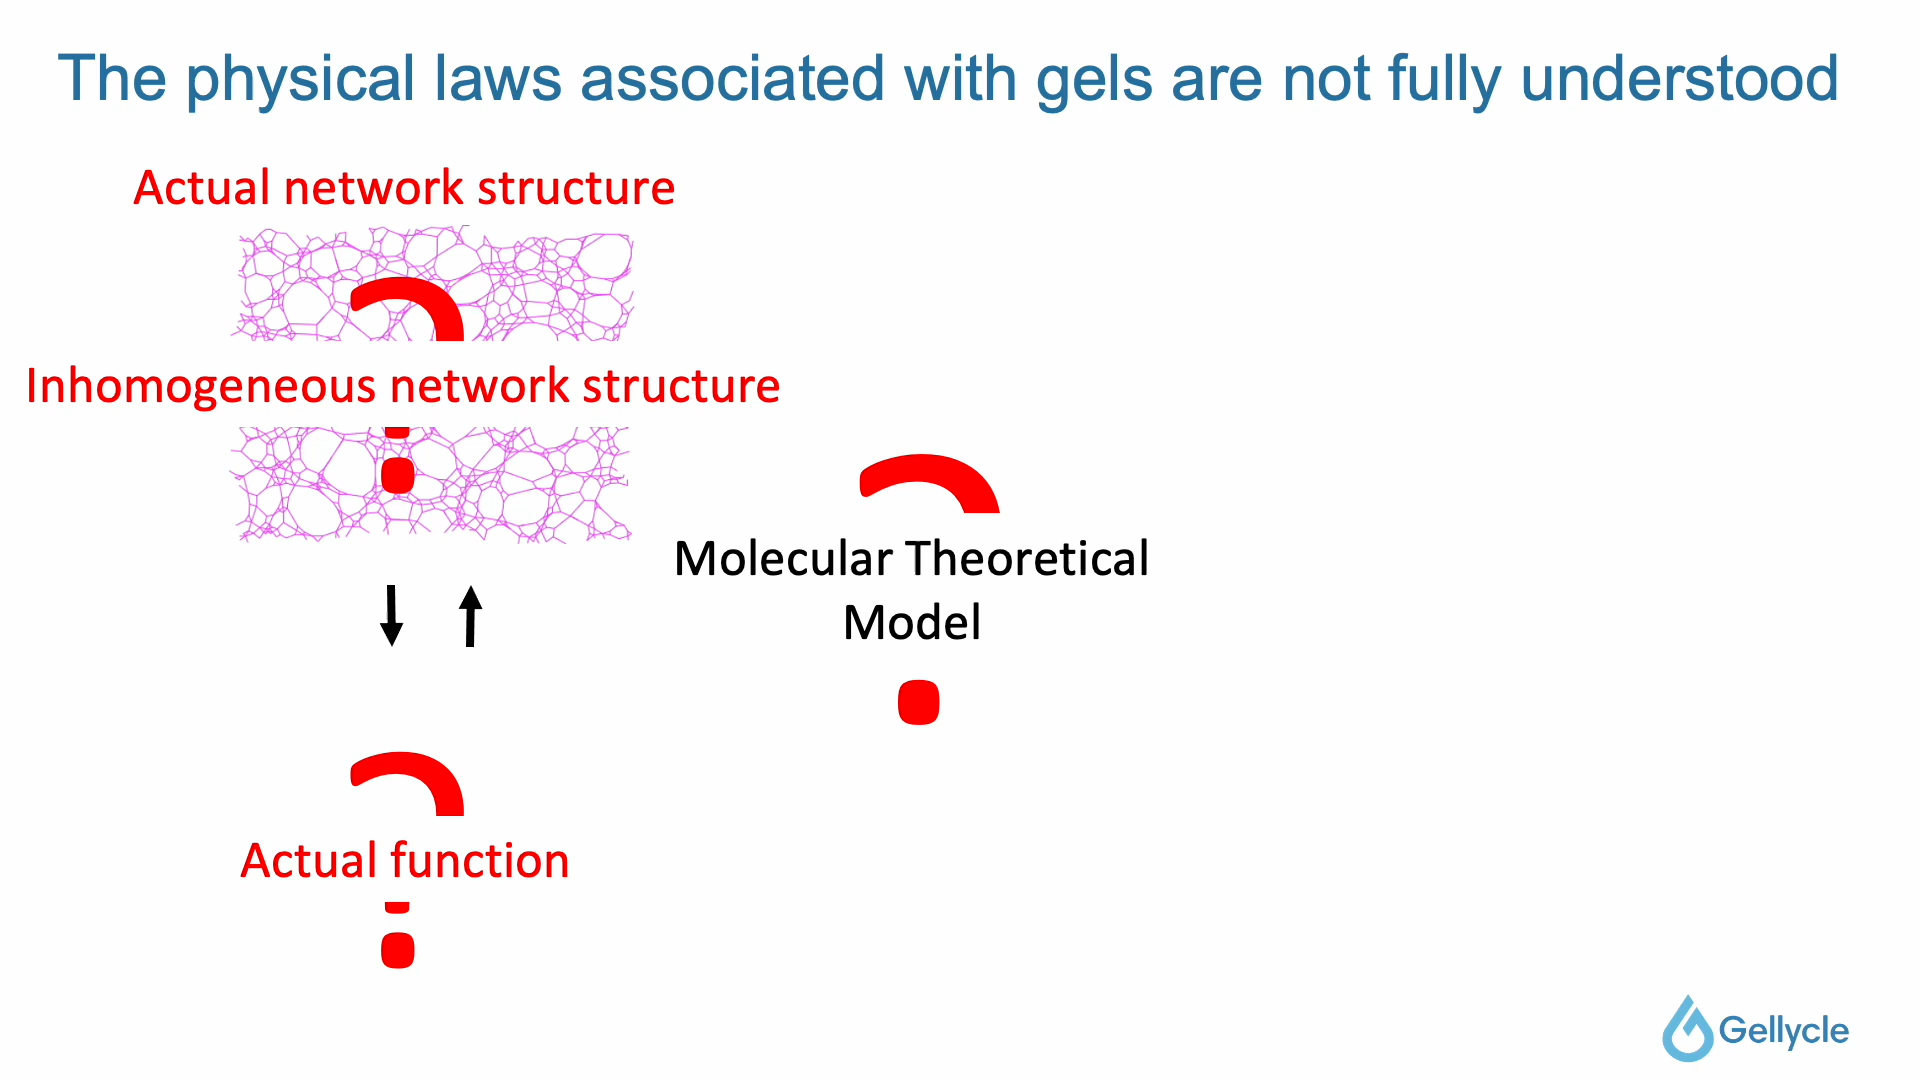 The physical laws associated with gels are not fully understood
Actual network structure
Inhomogeneous network structure
Molecular Theoretical
Model
Actual function
Gellycle